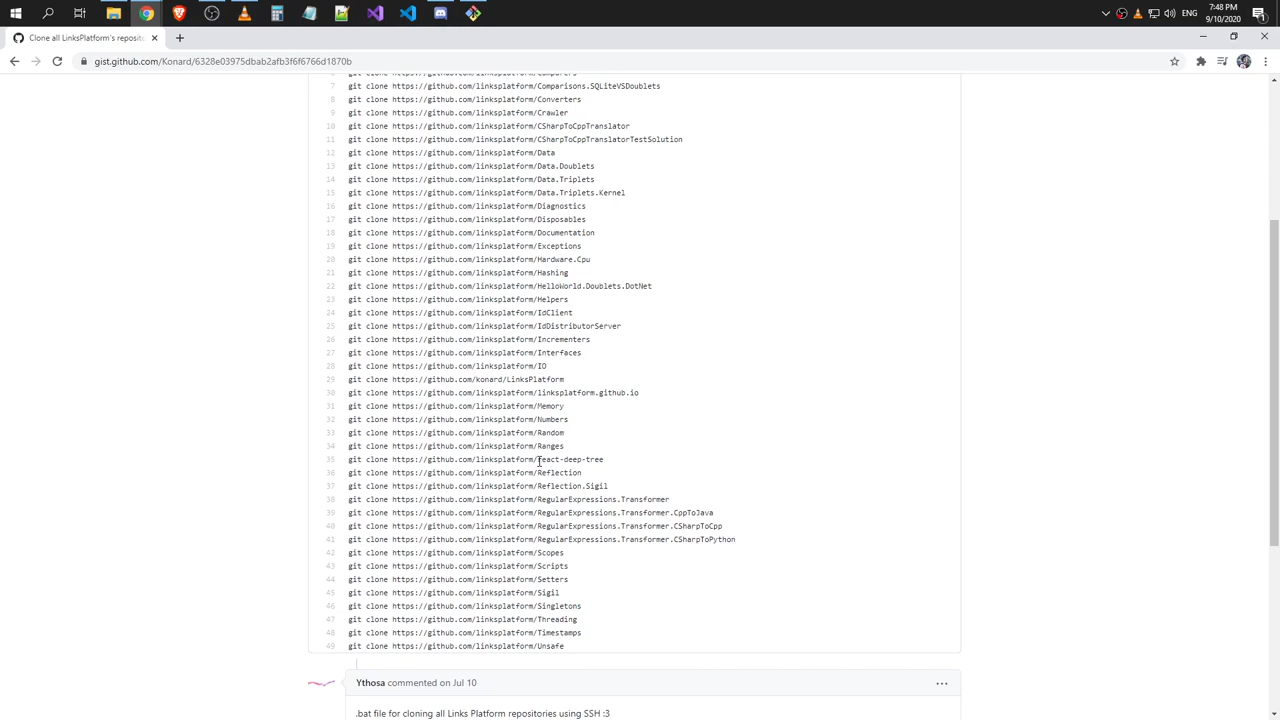 7:48 PM
ENG
9/10/2020
1
Clone all LinksPlatform's reposito
gist.github.com/Konard/6328e03975dbab2afb3f6f6766d1870b
6 git clone https://github.com/linksplatform/Comparers
7 git clone https://github.com/linksplatform/Comparisons.SQLiteVSDoublets
8 git clone https://github.com/linksplatform/Converters
9 git clone https://github.com/linksplatform/Crawler
10 git clone https://github.com/linksplatform/CSharpToCppTranslator
11 git clone https://github.com/linksplatform/CSharpToCppTranslatorTestSolution
12 git clone https://github.com/linksplatform/Data
13 git clone https://github.com/linksplatform/Data.Doublets
14 git clone https://github.com/linksplatform/Data.Triplets
15 git clone https://github.com/linksplatform/Data.Triplets.Kernel
16 git clone https://github.com/linksplatform/Diagnostics
17 git clone https://github.com/linksplatform/Disposables
18 git clone https://github.com/linksplatform/Documentation
19 git clone https://github.com/linksplatform/Exceptions
20 git clone https://github.com/linksplatform/Hardware.Cpu
21 git clone https://github.com/linksplatform/Hashing
22 git clone https://github.com/linksplatform/HelloWorld.Doublets.DotNet
23 git clone https://github.com/linksplatform/Helpers
24 git clone https://github.com/linksplatform/IdClient
25 git clone https://github.com/linksplatform/IdDistributorServer
26 git clone https://github.com/linksplatform/Incrementers
27 git clone https://github.com/linksplatform/Interfaces
28 git clone https://github.com/linksplatform/IO
29 git clone https://github.com/konard/LinksPlatform
30 git clone https://github.com/linksplatform/linksplatform.github.io
31 git clone https://github.com/linksplatform/Memory
32 git clone https://github.com/linksplatform/Numbers
33 git clone https://github.com/linksplatform/Random
34 git clone https://github.com/linksplatform/Ranges
35 git clone https://github.com/linksplatform/react-deep-tree
36 git clone https://github.com/linksplatform/Reflection
37 git clone https://github.com/linksplatform/Reflection.Sigil
38 git clone https://github.com/linksplatform/RegularExpressions.Transformer
39 git clone https://github.com/linksplatform/RegularExpressions.Transformer.CppToJava
40 git clone https://github.com/linksplatform/RegularExpressions.Transformer.CSharpToCpp
41 git clone https://github.com/linksplatform/RegularExpressions.Transformer.CSharpToPython
42 git clone https://github.com/linksplatform/Scopes
43 git clone https://github.com/linksplatform/Scripts
44 git clone https://github.com/linksplatform/Setters
45 git clone https://github.com/linksplatform/Sigil
46 git clone https://github.com/linksplatform/Singletons
47 git clone https://github.com/linksplatform/Threading
48 git clone https://github.com/linksplatform/Timestamps
49 git clone https://github.com/linksplatform/Unsafe
Ythosa commented on Jul 10
.bat file for cloning all Links Platform repositories using SSH :3